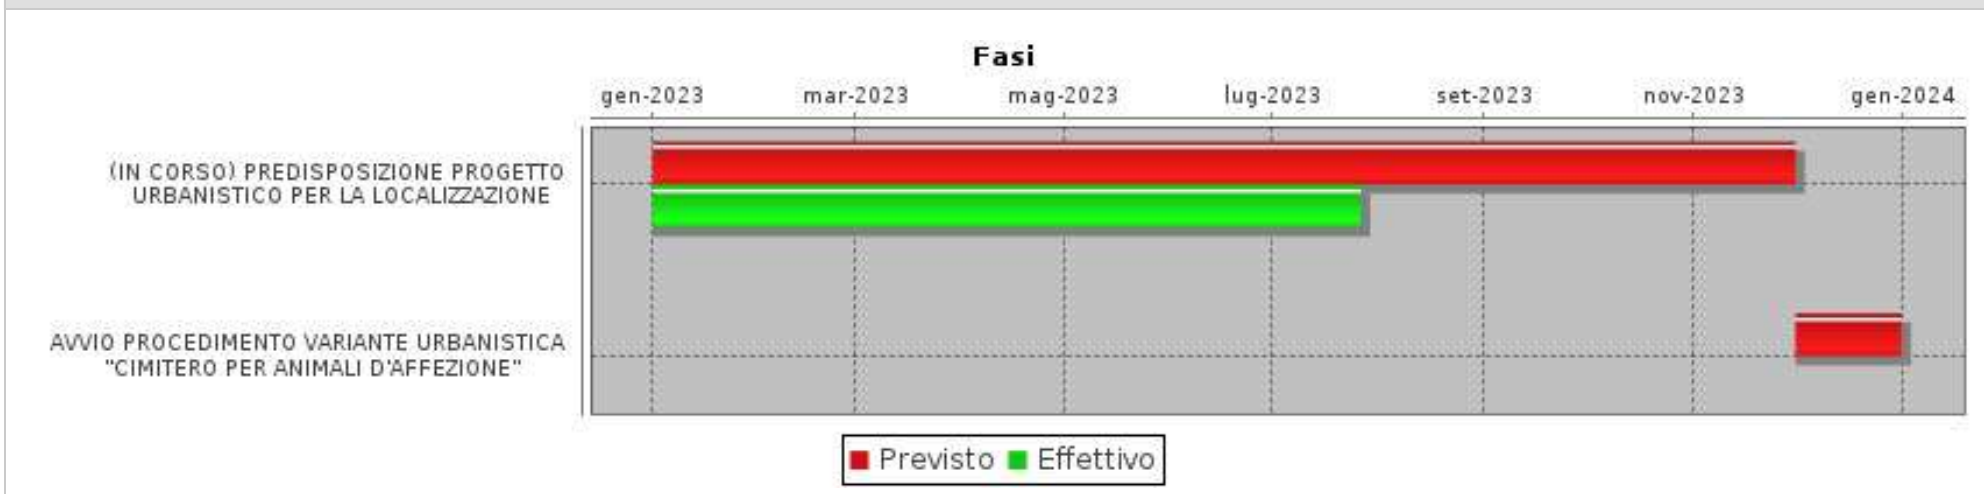 Fasi
gen-2023 mar-2023 mag-2023 lug-2023 set-2023 nov-2023 gen-2024
(IN CORSO) PREDISPOSIZIONE PROGETTO
URBANISTICO PER LA LOCALIZZAZIONE
AVVIO PROCEDIMENTO VARIANTE URBANISTICA
"CIMITERO PER ANIMALI D'AFFEZIONE"
Previsto Effettivo